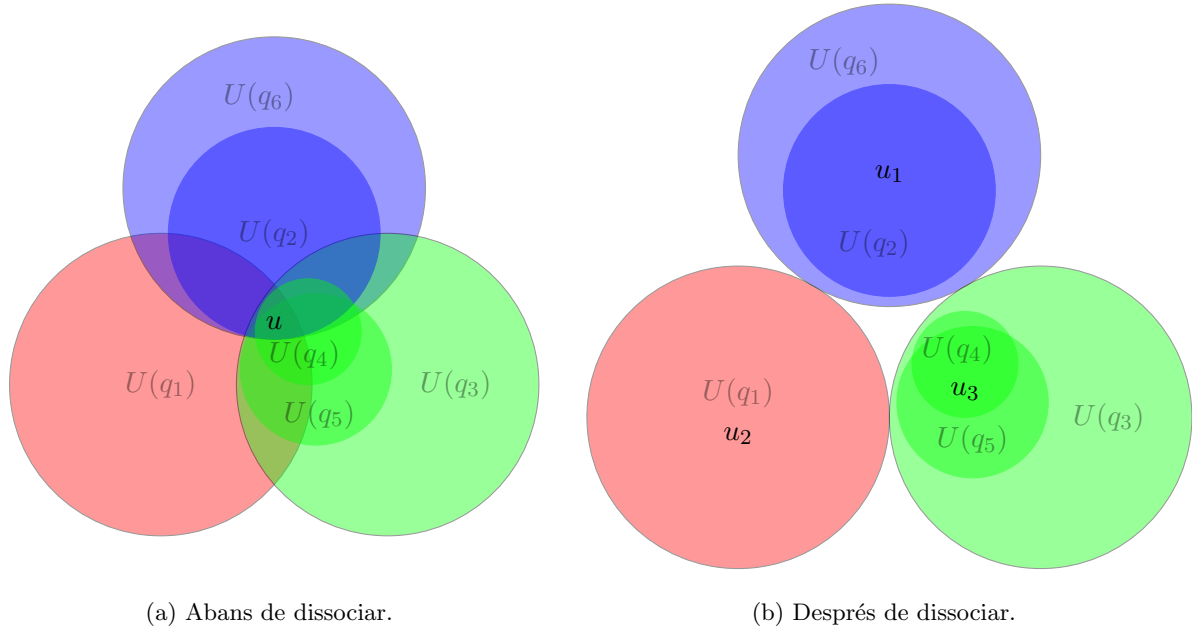 U(q₆)
U(q₂)
u
U(q₄)
U(q₁)
U(q₃)
U(q₅)
(a) Abans de dissociar.
U(q₆)
u₁
U(q₂)
U(q₄)
U(q₁)
u₃
U(q₃)
u₂
U(q₅)
(b) Després de dissociar.